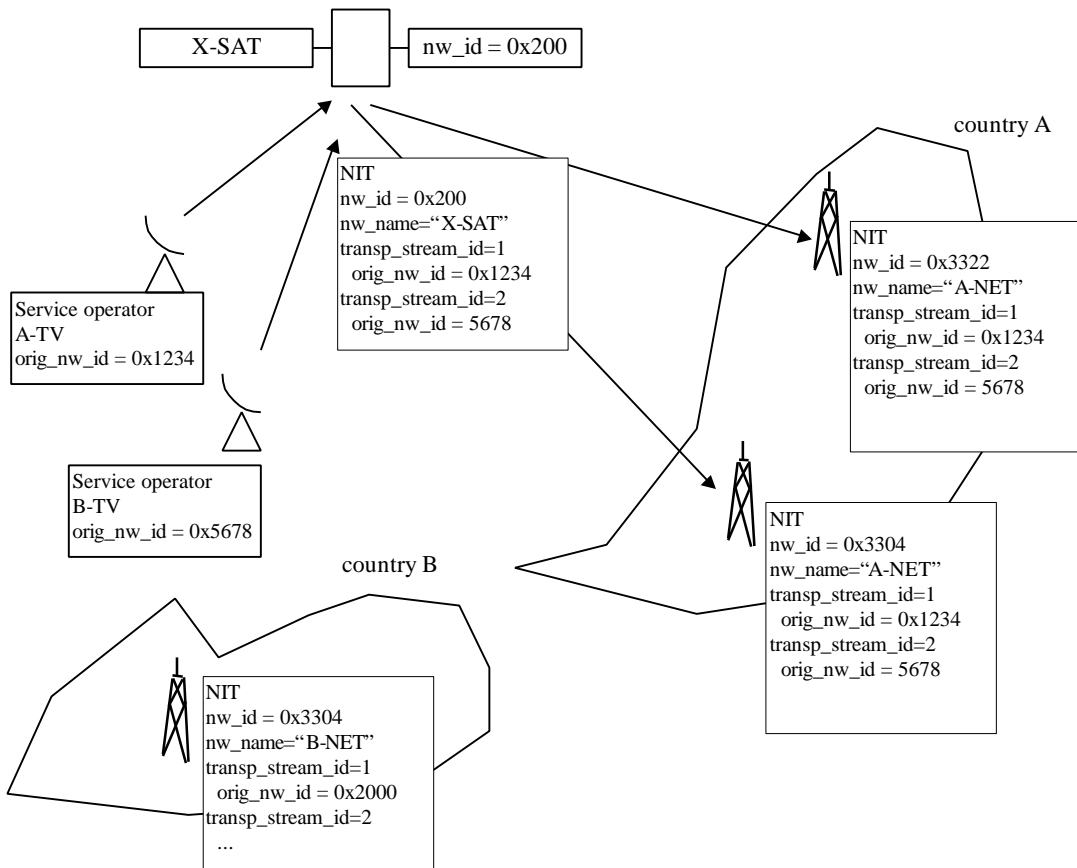 X-SAT
nw_id = 0x200
country A
NIT
nw_id = 0x200
nw_name=“X-SAT”
transp_stream_id=1
orig_nw_id = 0x1234
transp_stream_id=2
orig_nw_id = 5678
NIT
nw_id = 0x3322
nw_name=“A-NET”
transp_stream_id=1
orig_nw_id = 0x1234
transp_stream_id=2
orig_nw_id = 5678
Service operator
A-TV
orig_nw_id = 0x1234
Service operator
B-TV
orig_nw_id = 0x5678
NIT
nw_id = 0x3304
nw_name=“A-NET”
transp_stream_id=1
orig_nw_id = 0x1234
transp_stream_id=2
orig_nw_id = 5678
country B
NIT
nw_id = 0x3304
nw_name=“B-NET”
transp_stream_id=1
orig_nw_id = 0x2000
transp_stream_id=2
...